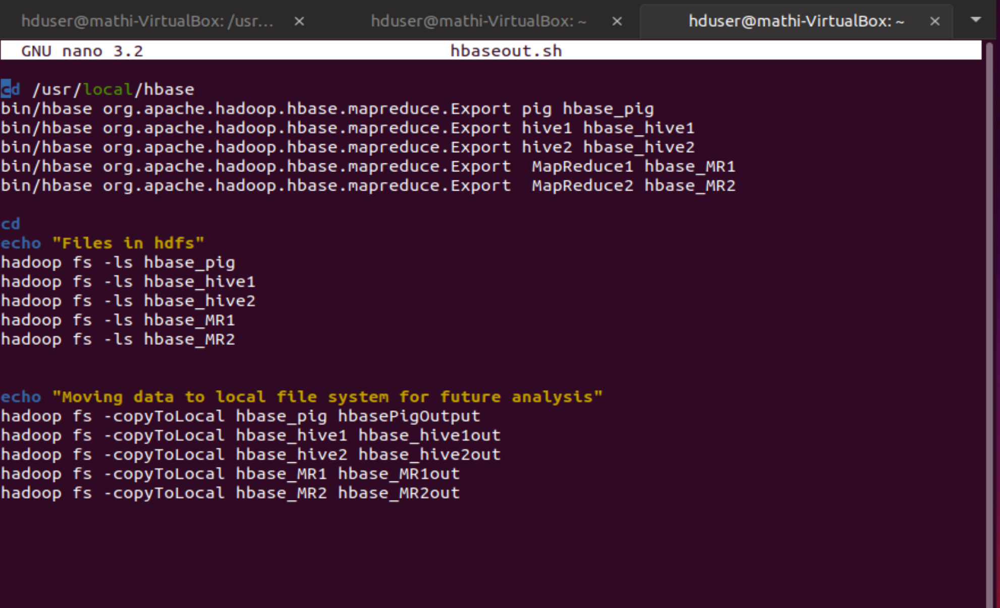 hduser@mathi-VirtualBox: /usr...
hduser@mathi-VirtualBox: ~
hduser@mathi-VirtualBox: ~
GNU nano 3.2 hbaseout.sh
cd /usr/local/hbase
bin/hbase org.apache.hadoop.hbase.mapreduce.Export pig hbase_pig
bin/hbase org.apache.hadoop.hbase.mapreduce.Export hive1 hbase_hive1
bin/hbase org.apache.hadoop.hbase.mapreduce.Export hive2 hbase_hive2
bin/hbase org.apache.hadoop.hbase.mapreduce.Export  MapReduce1 hbase_MR1
bin/hbase org.apache.hadoop.hbase.mapreduce.Export  MapReduce2 hbase_MR2
cd
echo "Files in hdfs"
hadoop fs -ls hbase_pig
hadoop fs -ls hbase_hive1
hadoop fs -ls hbase_hive2
hadoop fs -ls hbase_MR1
hadoop fs -ls hbase_MR2
echo "Moving data to local file system for future analysis"
hadoop fs -copyToLocal hbase_pig hbasePigOutput
hadoop fs -copyToLocal hbase_hive1 hbase_hive1out
hadoop fs -copyToLocal hbase_hive2 hbase_hive2out
hadoop fs -copyToLocal hbase_MR1 hbase_MR1out
hadoop fs -copyToLocal hbase_MR2 hbase_MR2out